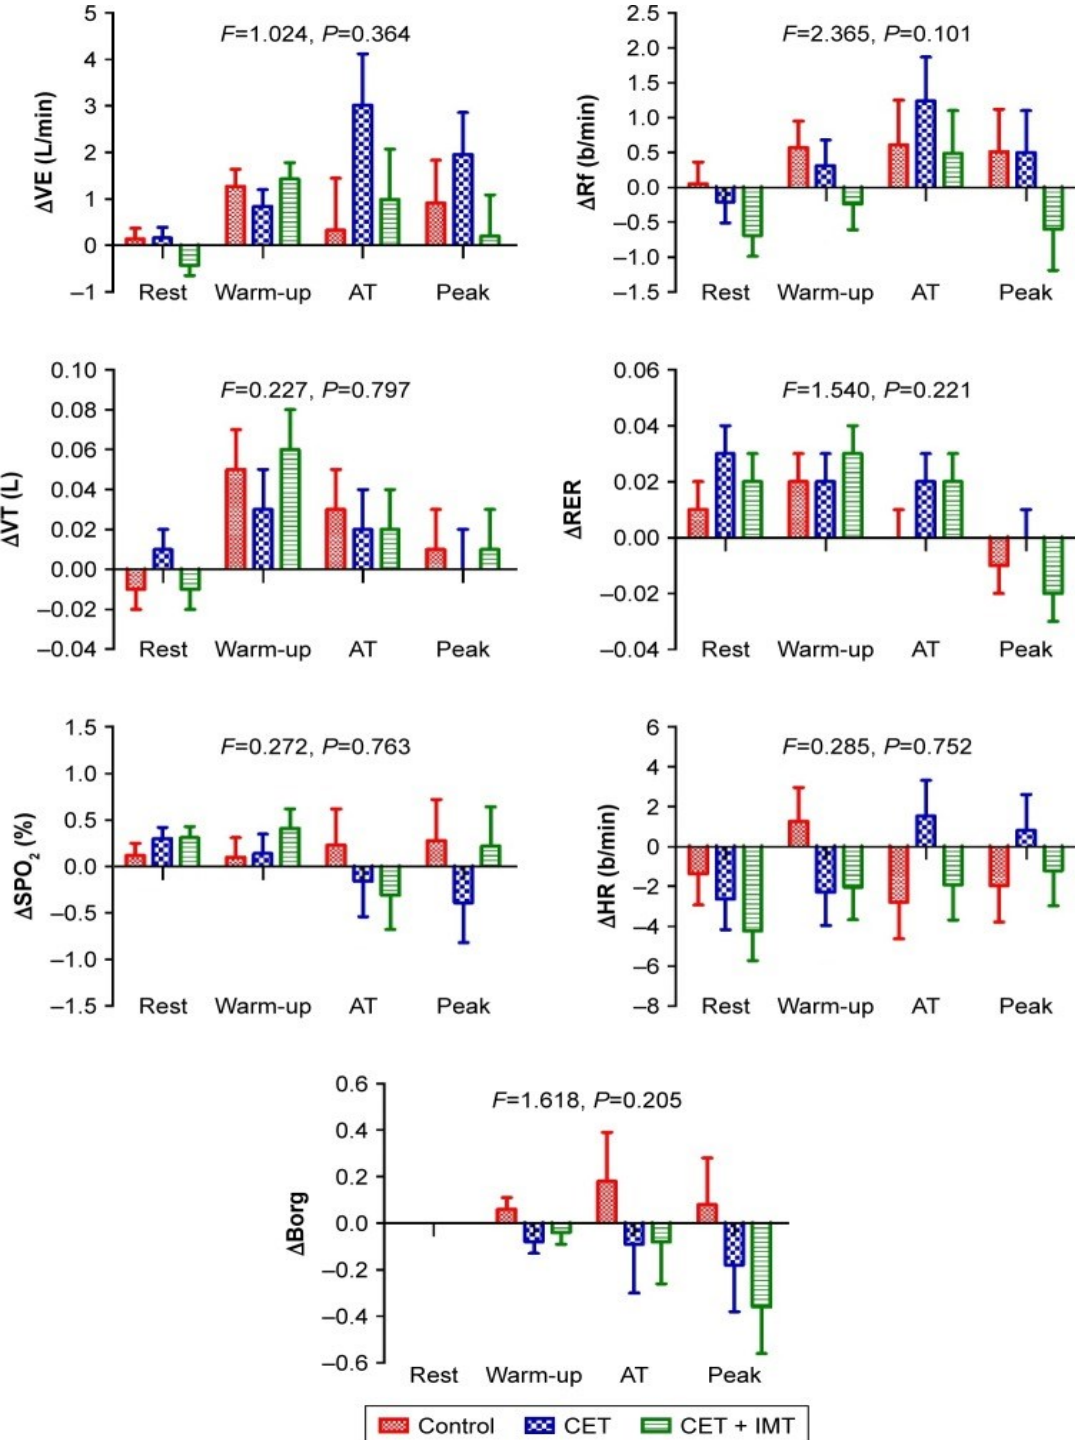 F=1.024, P=0.364
ΔVE (L/min)
5
4
3
2
1
0
–1
Rest Warm-up AT Peak
F=2.365, P=0.101
ΔRf (b/min)
2.5
2.0
1.5
1.0
0.5
0.0
–0.5
–1.0
–1.5
Rest Warm-up AT Peak
F=0.227, P=0.797
ΔVT (L)
0.10
0.08
0.06
0.04
0.02
0.00
–0.02
–0.04
Rest Warm-up AT Peak
F=1.540, P=0.221
ΔRER
0.06
0.04
0.02
0.00
–0.02
–0.04
Rest Warm-up AT Peak
F=0.272, P=0.763
ΔSPO2 (%)
1.5
1.0
0.5
0.0
–0.5
–1.0
–1.5
Rest Warm-up AT Peak
F=0.285, P=0.752
ΔHR (b/min)
6
4
2
0
–2
–4
–6
–8
Rest Warm-up AT Peak
F=1.618, P=0.205
ΔBorg
0.6
0.4
0.2
0.0
–0.2
–0.4
–0.6
Rest Warm-up AT Peak
Control CET CET + IMT